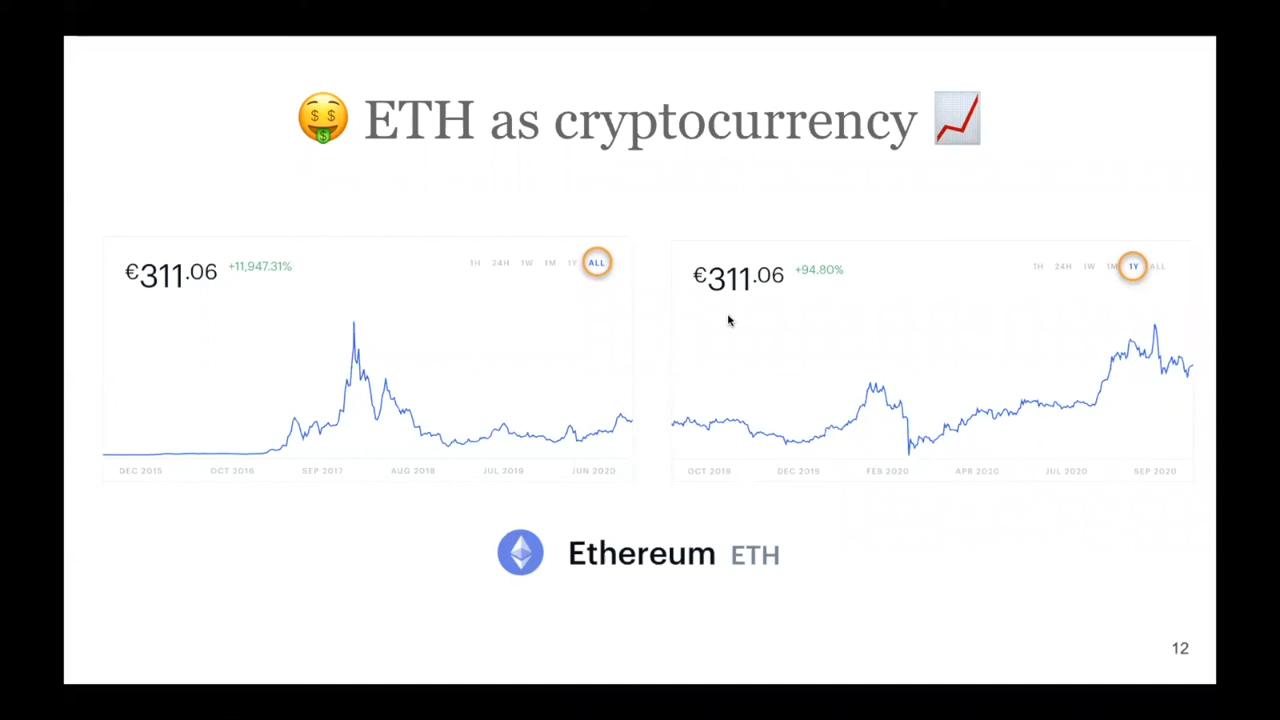 ETH as cryptocurrency
€311.06 +11,947.31%
1H 24H 1W 1M 1Y ALL
DEC 2015 OCT 2016 SEP 2017 AUG 2018 JUL 2019 JUN 2020
€311.06 +94.80%
1H 24H 1W 1M 1Y ALL
OCT 2019 DEC 2019 FEB 2020 APR 2020 JUL 2020 SEP 2020
Ethereum ETH
12